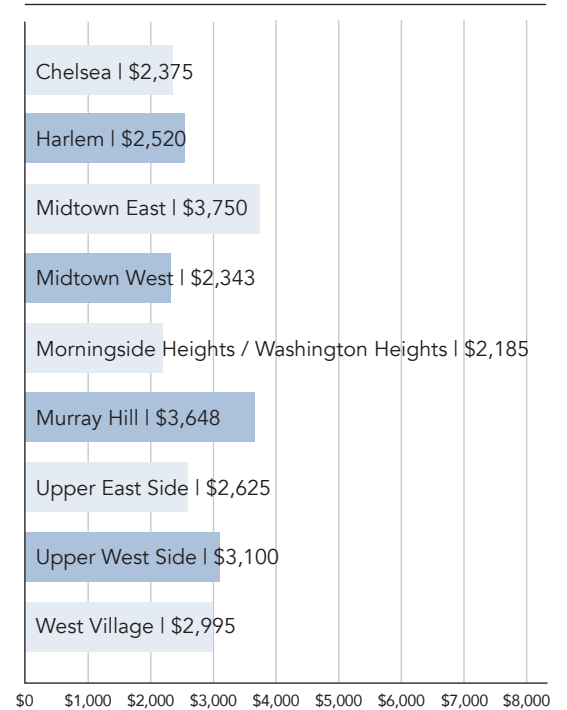 Chelsea | $2,375
Harlem | $2,520
Midtown East | $3,750
Midtown West | $2,343
Morningside Heights / Washington Heights | $2,185
Murray Hill | $3,648
Upper East Side | $2,625
Upper West Side | $3,100
West Village | $2,995
$0 $1,000 $2,000 $3,000 $4,000 $5,000 $6,000 $7,000 $8,000